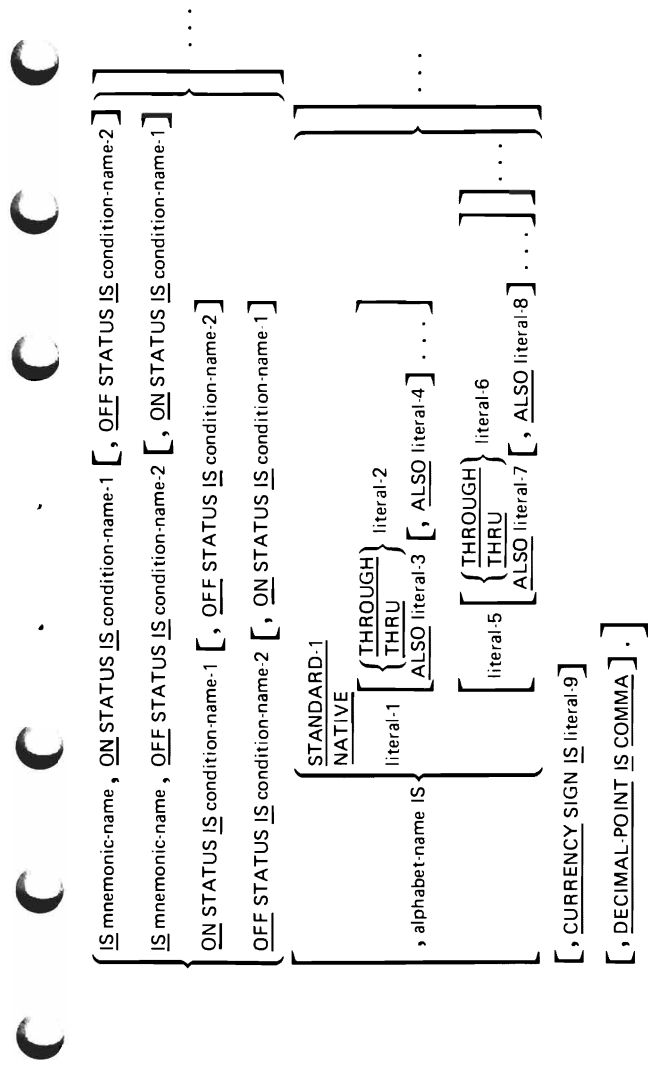 IS mnemonic-name, ON STATUS IS condition-name-1 [, OFF STATUS IS condition-name-2]
IS mnemonic-name, OFF STATUS IS condition-name-2 [, ON STATUS IS condition-name-1]
ON STATUS IS condition-name-1 [, OFF STATUS IS condition-name-2]
OFF STATUS IS condition-name-2 [, ON STATUS IS condition-name-1]
...
, alphabet-name IS
STANDARD-1
NATIVE
literal-1 [{THROUGH
THRU} literal-2
ALSO literal-3 [, ALSO literal-4] ...]
[literal-5 [{THROUGH
THRU} literal-6
ALSO literal-7 [, ALSO literal-8] ...]] ...
...
[, CURRENCY SIGN IS literal-9]
[, DECIMAL-POINT IS COMMA] .]